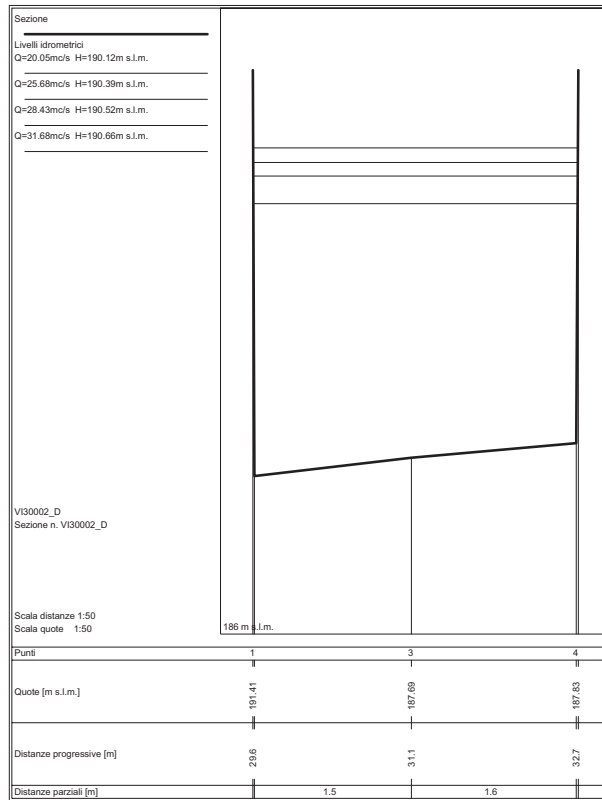 Sezione
Livelli idrometrici
Q=20.05mc/s H=190.12m s.l.m.
Q=25.68mc/s H=190.39m s.l.m.
Q=28.43mc/s H=190.52m s.l.m.
Q=31.68mc/s H=190.66m s.l.m.
VI30002_D
Sezione n. VI30002_D
Scala distanze 1:50
Scala quote 1:50
186 m s.l.m.
Punti 1 3 4
Quote [m s.l.m.] 191.41 187.69 187.83
Distanze progressive [m] 29.6 31.1 32.7
Distanze parziali [m] 1.5 1.6